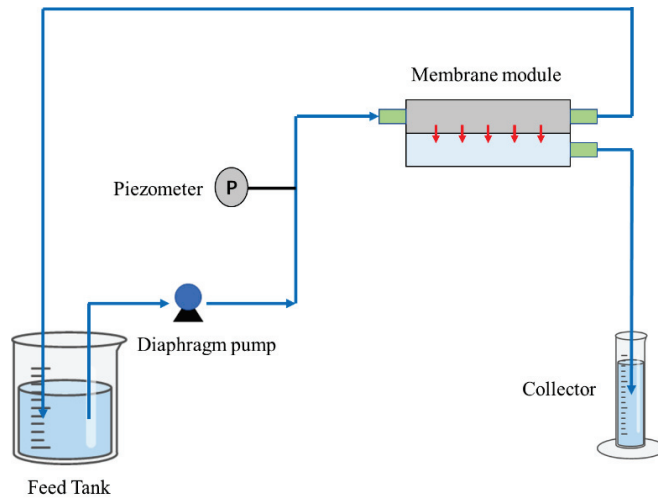 Membrane module
Piezometer
P
Diaphragm pump
Collector
Feed Tank